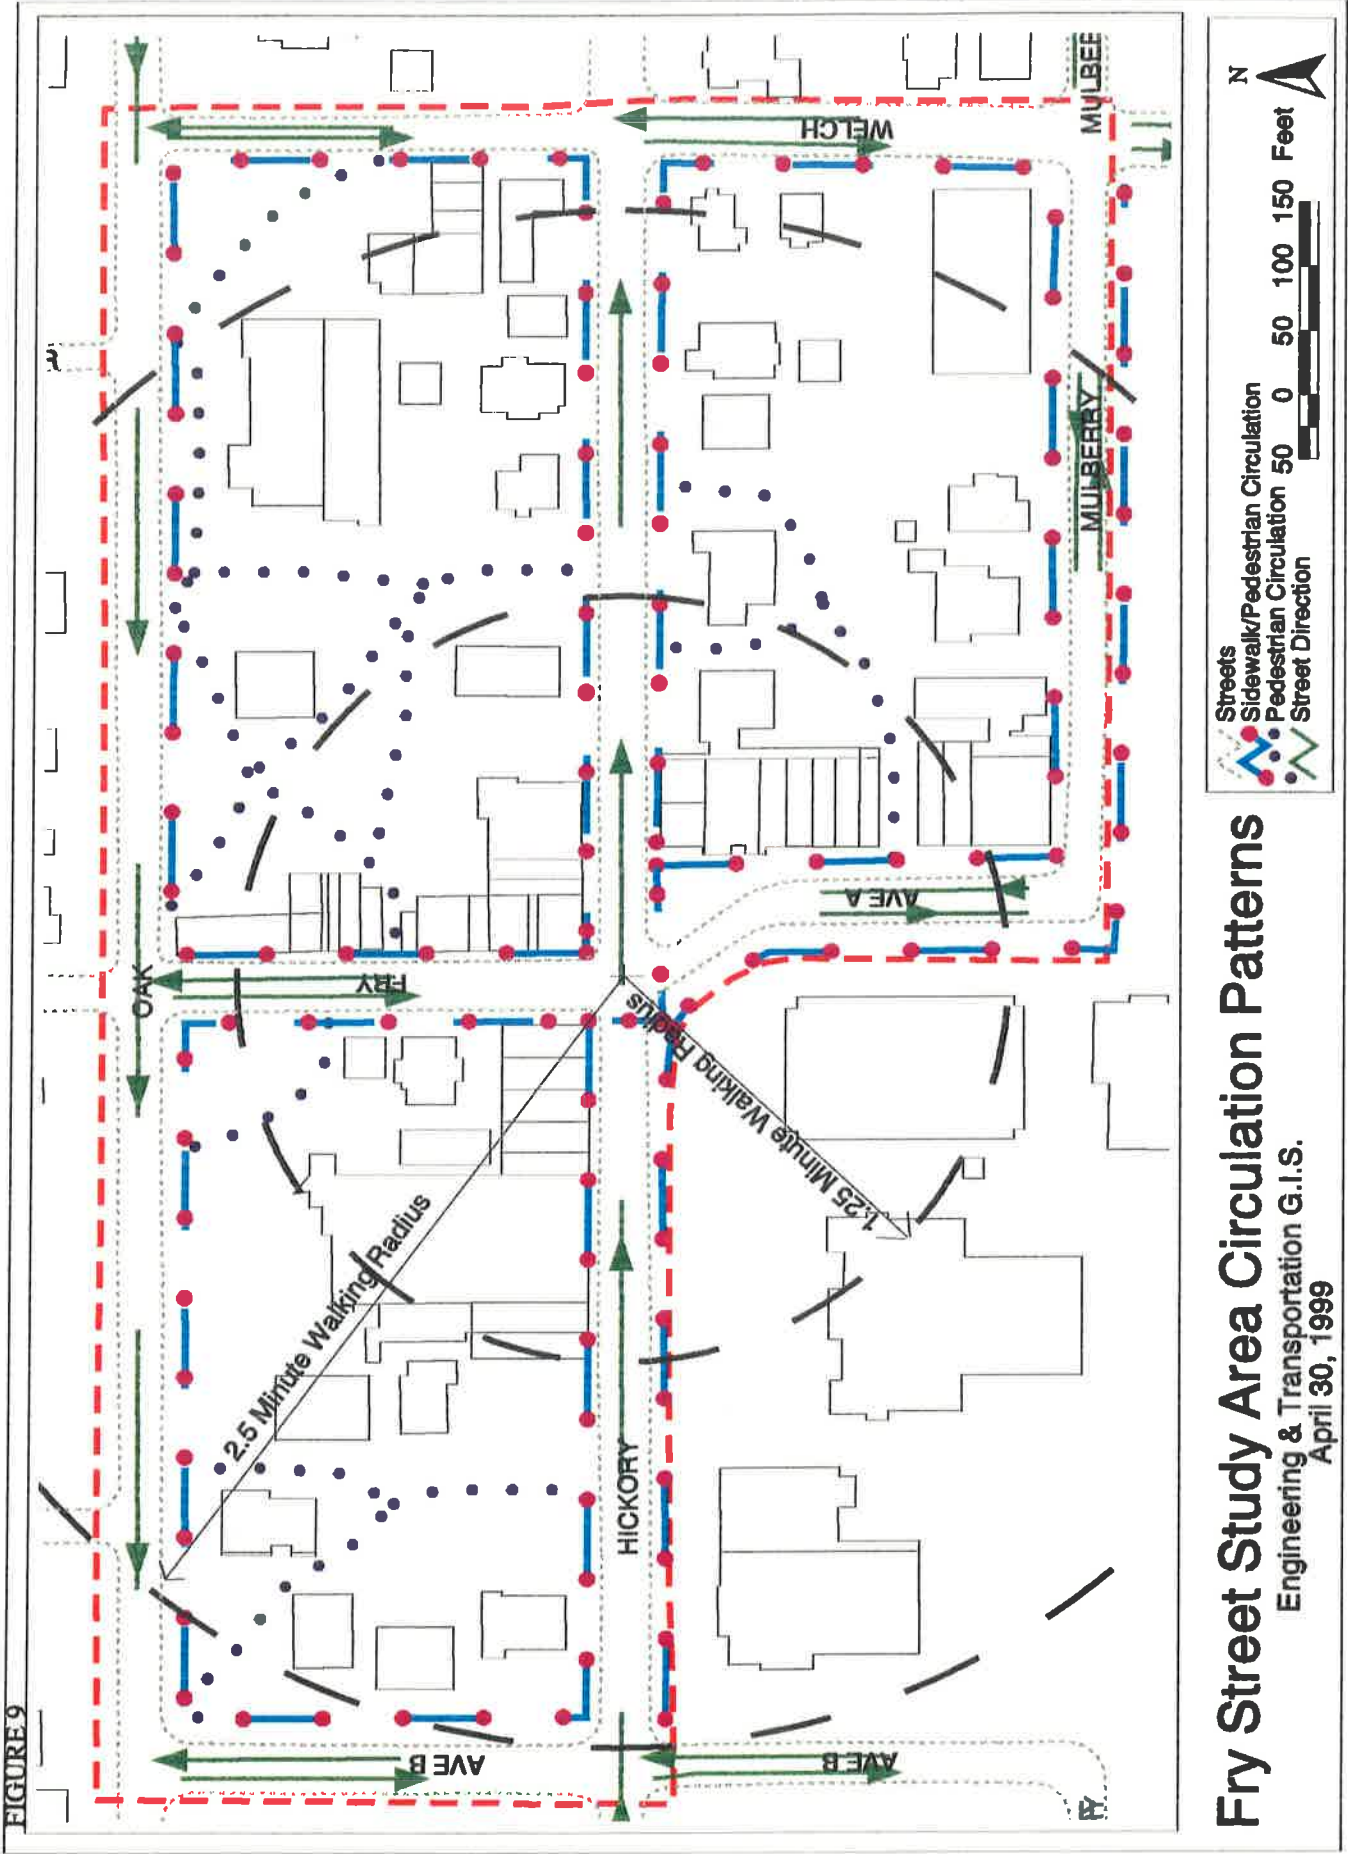 FIGURE 9
OAK
FRY
WELCH
MULBERRY
AVE A
HICKORY
AVE B
AVE B
2.5 Minute Walking Radius
1.25 Minute Walking Radius
Fry Street Study Area Circulation Patterns
Engineering & Transportation G.I.S.
April 30, 1999
Streets
Sidewalk/Pedestrian Circulation
Pedestrian Circulation
Street Direction
50 0 50 100 150 Feet
N